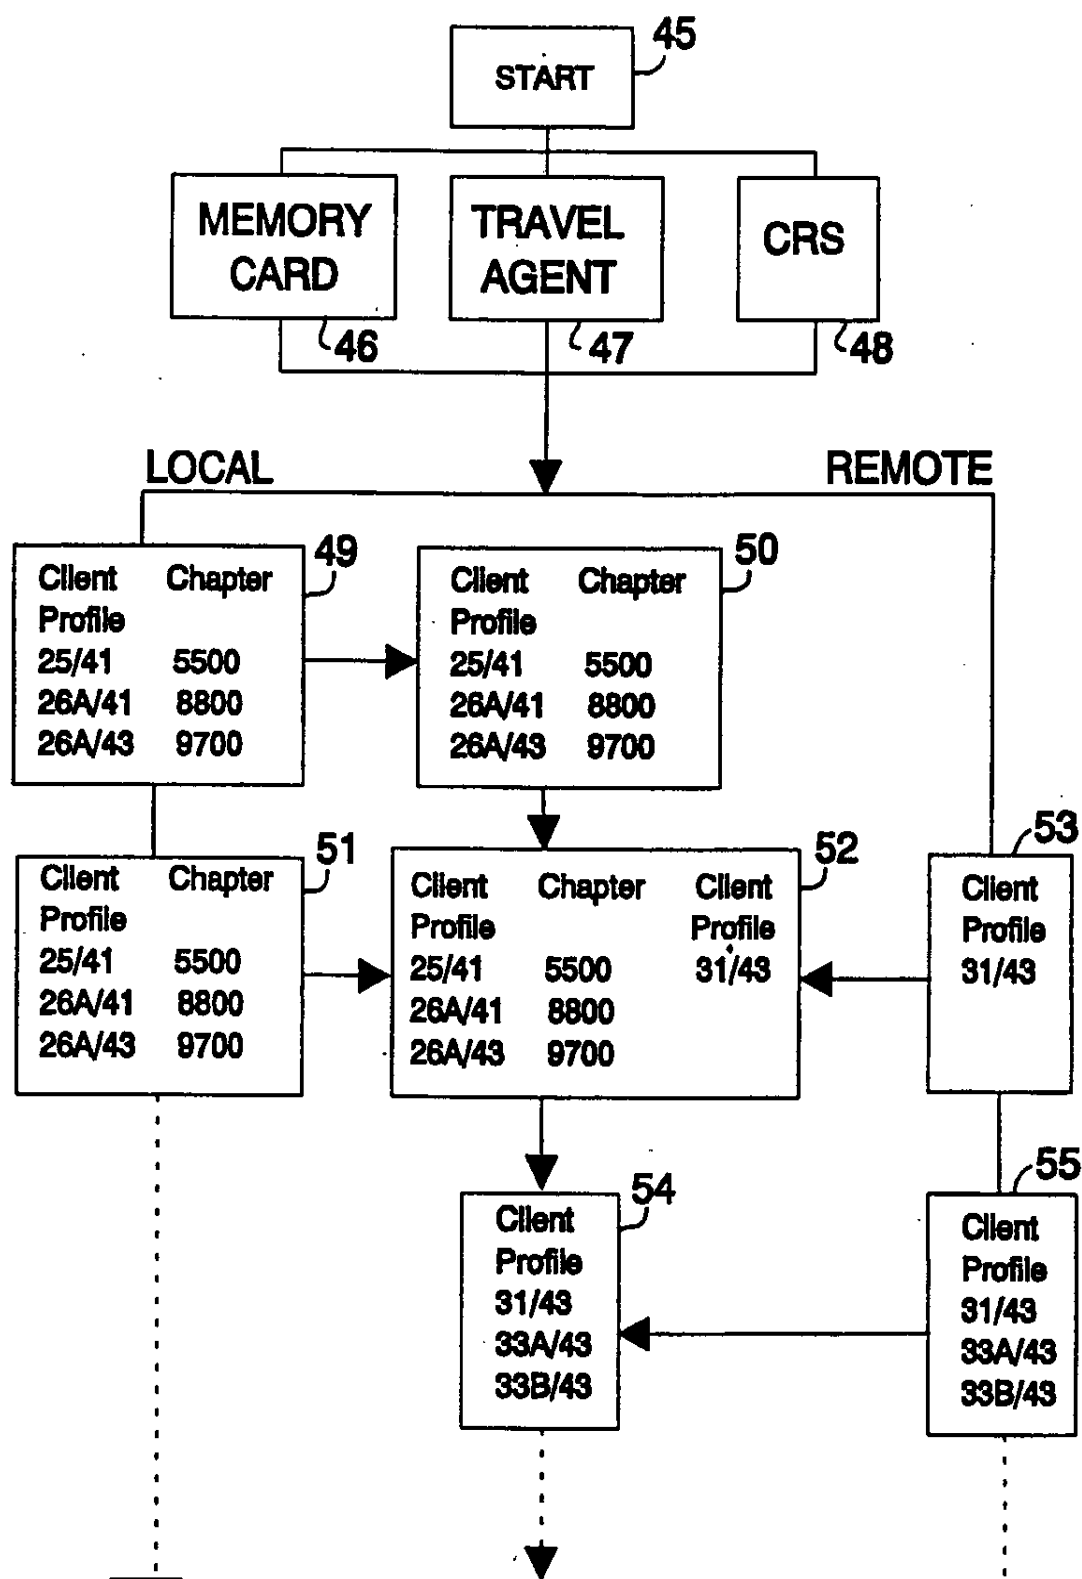 45
START
MEMORY
CARD
46
TRAVEL
AGENT
47
CRS
48
LOCAL
REMOTE
49
Client Chapter
Profile
25/41 5500
26A/41 8800
26A/43 9700
50
Client Chapter
Profile
25/41 5500
26A/41 8800
26A/43 9700
51
Client Chapter
Profile
25/41 5500
26A/41 8800
26A/43 9700
52
Client Chapter Client
Profile Profile
25/41 5500 31/43
26A/41 8800
26A/43 9700
53
Client
Profile
31/43
54
Client
Profile
31/43
33A/43
33B/43
55
Client
Profile
31/43
33A/43
33B/43